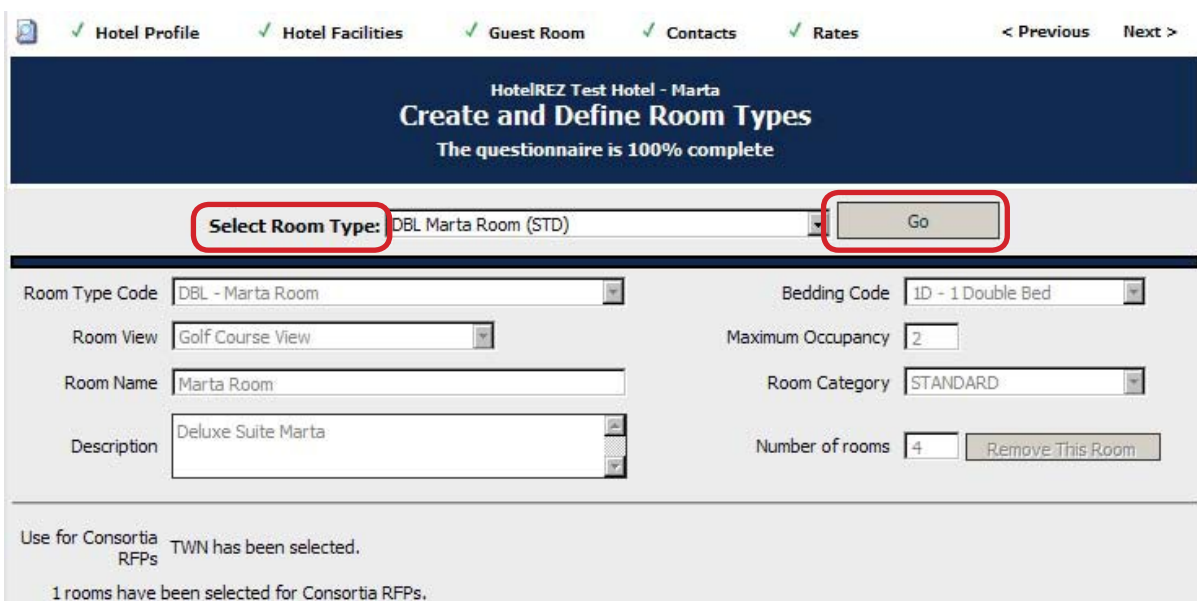 Hotel Profile Hotel Facilities Guest Room Contacts Rates < Previous Next >
HotelREZ Test Hotel - Marta
Create and Define Room Types
The questionnaire is 100% complete
Select Room Type: DBL Marta Room (STD) Go
Room Type Code DBL - Marta Room Bedding Code 1D - 1 Double Bed
Room View Golf Course View Maximum Occupancy 2
Room Name Marta Room Room Category STANDARD
Description Deluxe Suite Marta Number of rooms 4 Remove This Room
Use for Consortia
RFPs TWN has been selected.
1 rooms have been selected for Consortia RFPs.